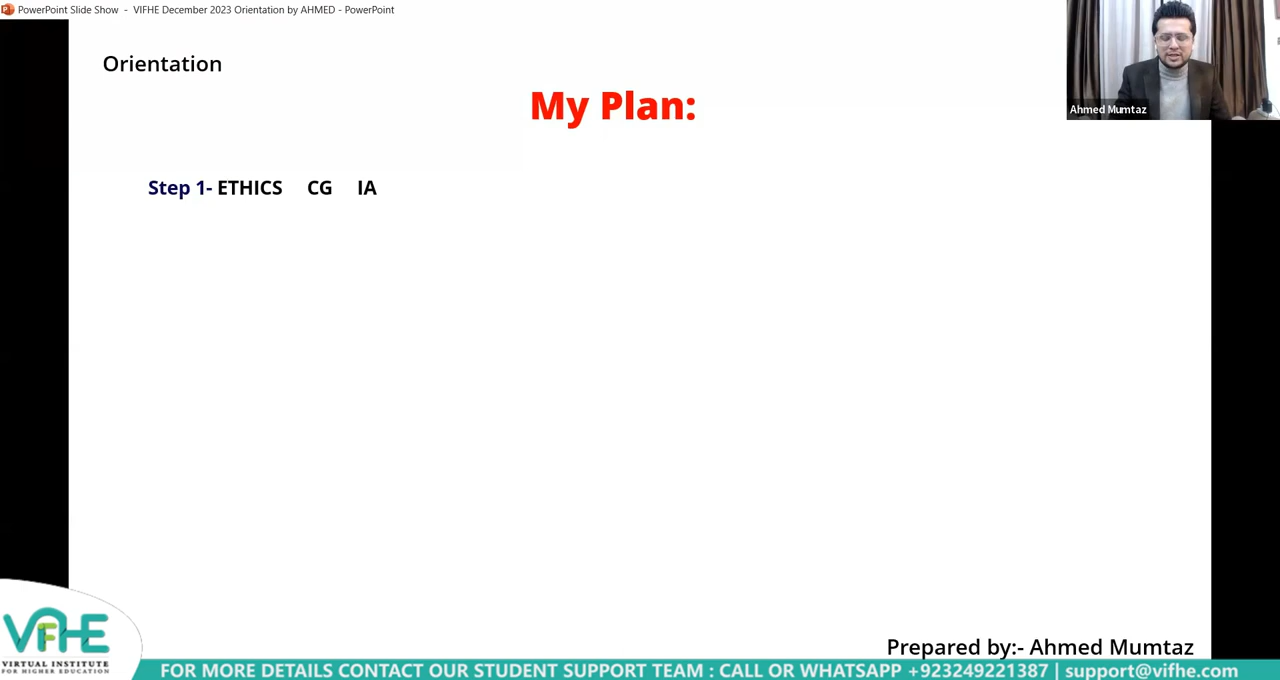 PowerPoint Slide Show - VIFHE December 2023 Orientation by AHMED - PowerPoint
Orientation
My Plan:
Ahmed Mumtaz
Step 1- ETHICS CG IA
Prepared by:- Ahmed Mumtaz
VIFHE
VIRTUAL INSTITUTE
FOR HIGHER EDUCATION
FOR MORE DETAILS CONTACT OUR STUDENT SUPPORT TEAM : CALL OR WHATSAPP +923249221387 | support@vifhe.com